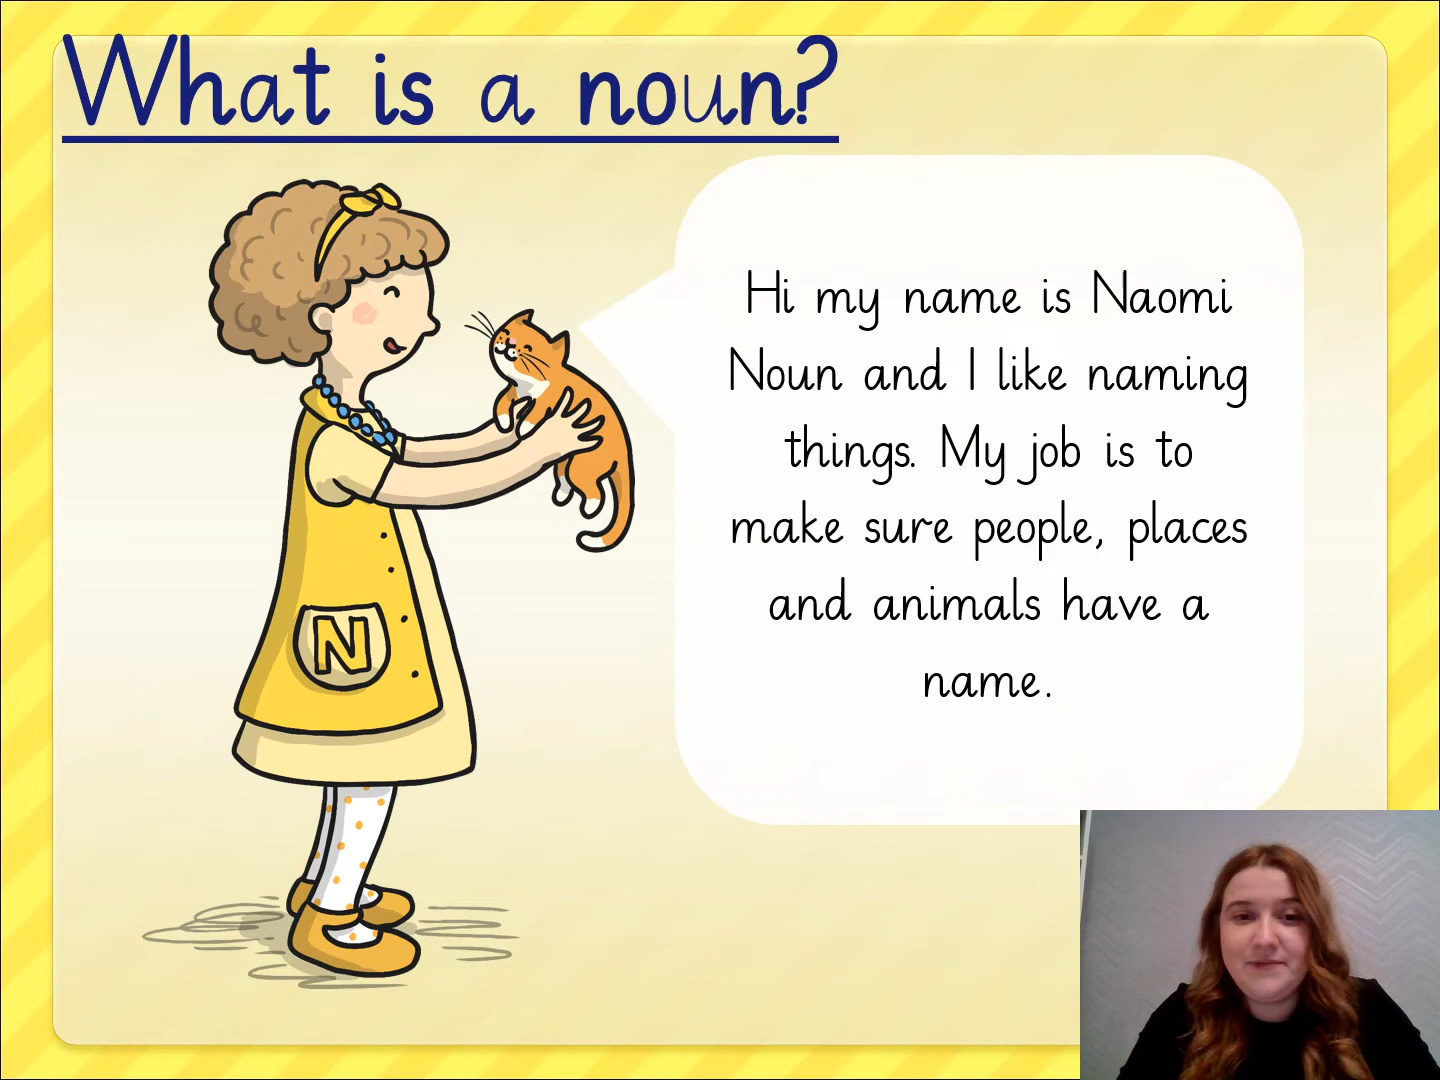 What is a noun?
Hi my name is Naomi
Noun and I like naming
things. My job is to
make sure people, places
and animals have a
name.
N